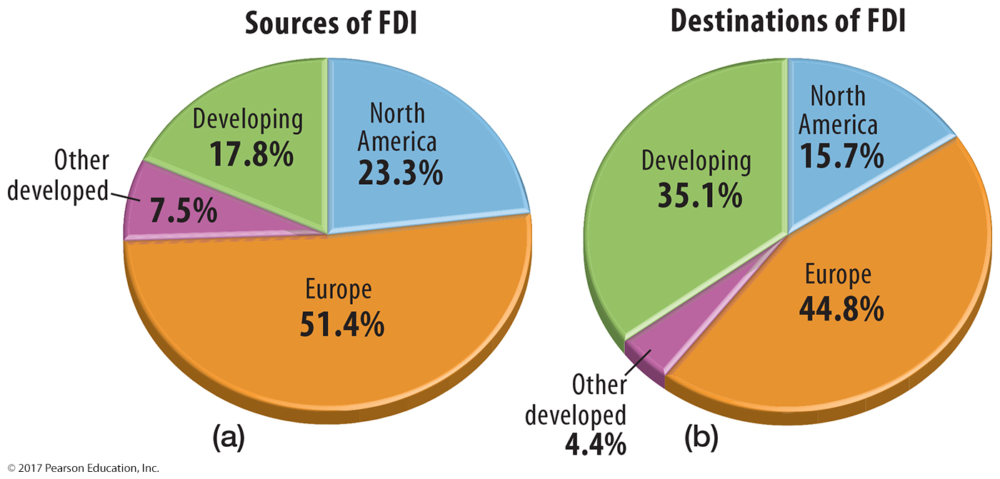 Sources of FDI
Developing
17.8%
North
America
23.3%
Other
developed
7.5%
Europe
51.4%
(a)
Destinations of FDI
North
America
15.7%
Developing
35.1%
Europe
44.8%
Other
developed
4.4%
(b)
© 2017 Pearson Education, Inc.